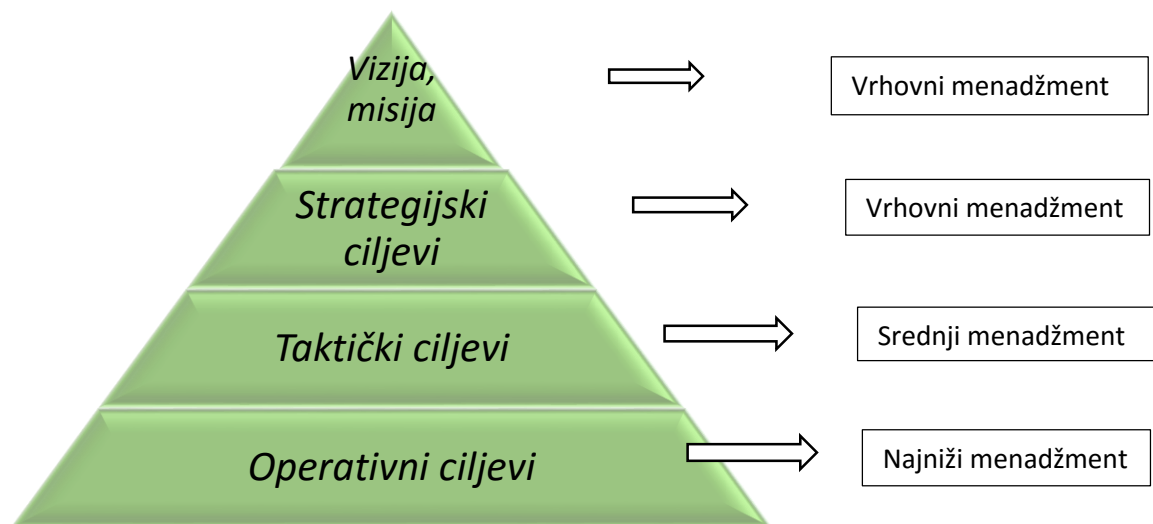 Vizija,
misija
Vrhovni menadžment
Strategijski
ciljevi
Vrhovni menadžment
Taktički ciljevi
Srednji menadžment
Operativni ciljevi
Najniži menadžment